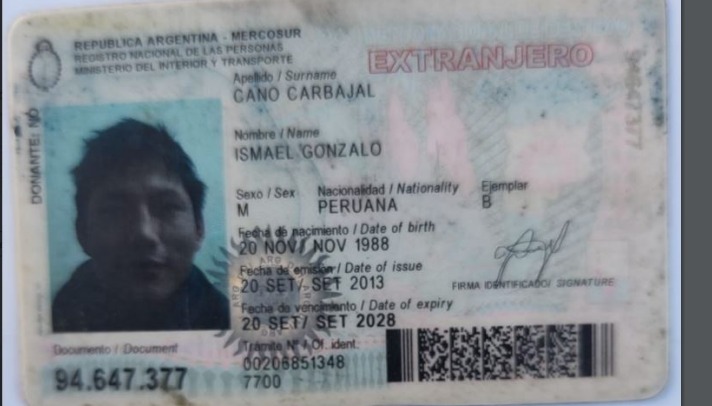 REPUBLICA ARGENTINA - MERCOSUR
REGISTRO NACIONAL DE LAS PERSONAS
MINISTERIO DEL INTERIOR Y TRANSPORTE
EXTRANJERO
Apellido / Surname
CANO CARBAJAL
Nombre / Name
ISMAEL GONZALO
Sexo / Sex Nacionalidad / Nationality Ejemplar
M PERUANA B
Fecha de nacimiento / Date of birth
20 NOV/ NOV 1988
Fecha de emisión / Date of issue
20 SET/ SET 2013
FIRMA IDENTIFICADO/ SIGNATURE
Fecha de vencimiento / Date of expiry
20 SET/ SET 2028
Documento / Document
94.647.377
Trámite Nº / Of. ident.
00206851348
7700
DONANTE: NO